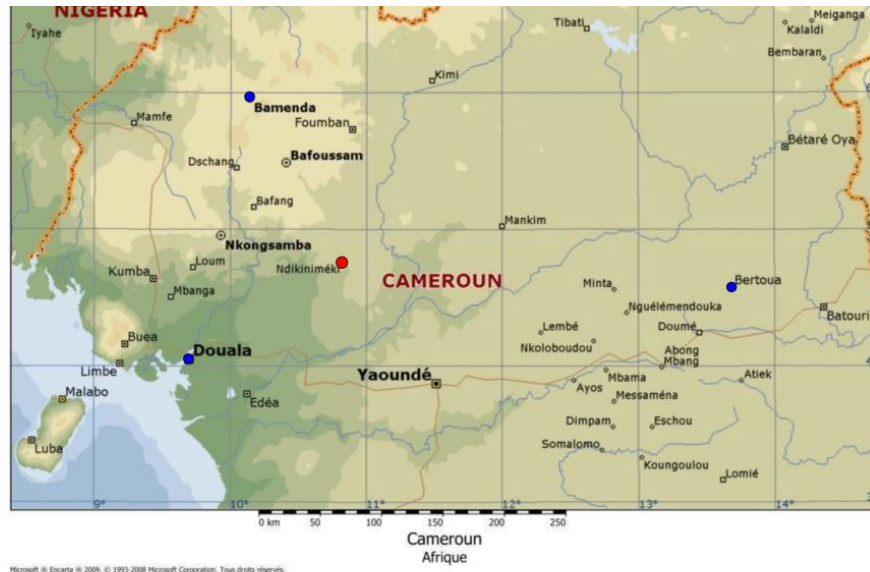 NIGERIA
Iyahe
Tibati
Meiganga
Kalaldi
Bembaran
Kimi
Bamenda
Mamfe
Foumban
Bétaré Oya
Dschang
Bafoussam
Bafang
Mankim
Nkongsamba
Loum
Ndikiniméki
CAMEROUN
Kumba
Mbanga
Minta
Bertoua
Nguélémendouka
Batouri
Lembé
Doumé
Nkoloboudou
Buea
Douala
Abong
Mbang
Limbe
Yaoundé
Mbama
Atiek
Ayos
Malabo
Edéa
Messaména
Dimpam
Eschou
Luba
Somalomo
Koungoulou
Lomié
9° 10° 11° 12° 13° 14°
0 km 50 100 150 200 250
Cameroun
Afrique
Microsoft ® Encarta ® 2009. © 1993-2008 Microsoft Corporation. Tous droits réservés.